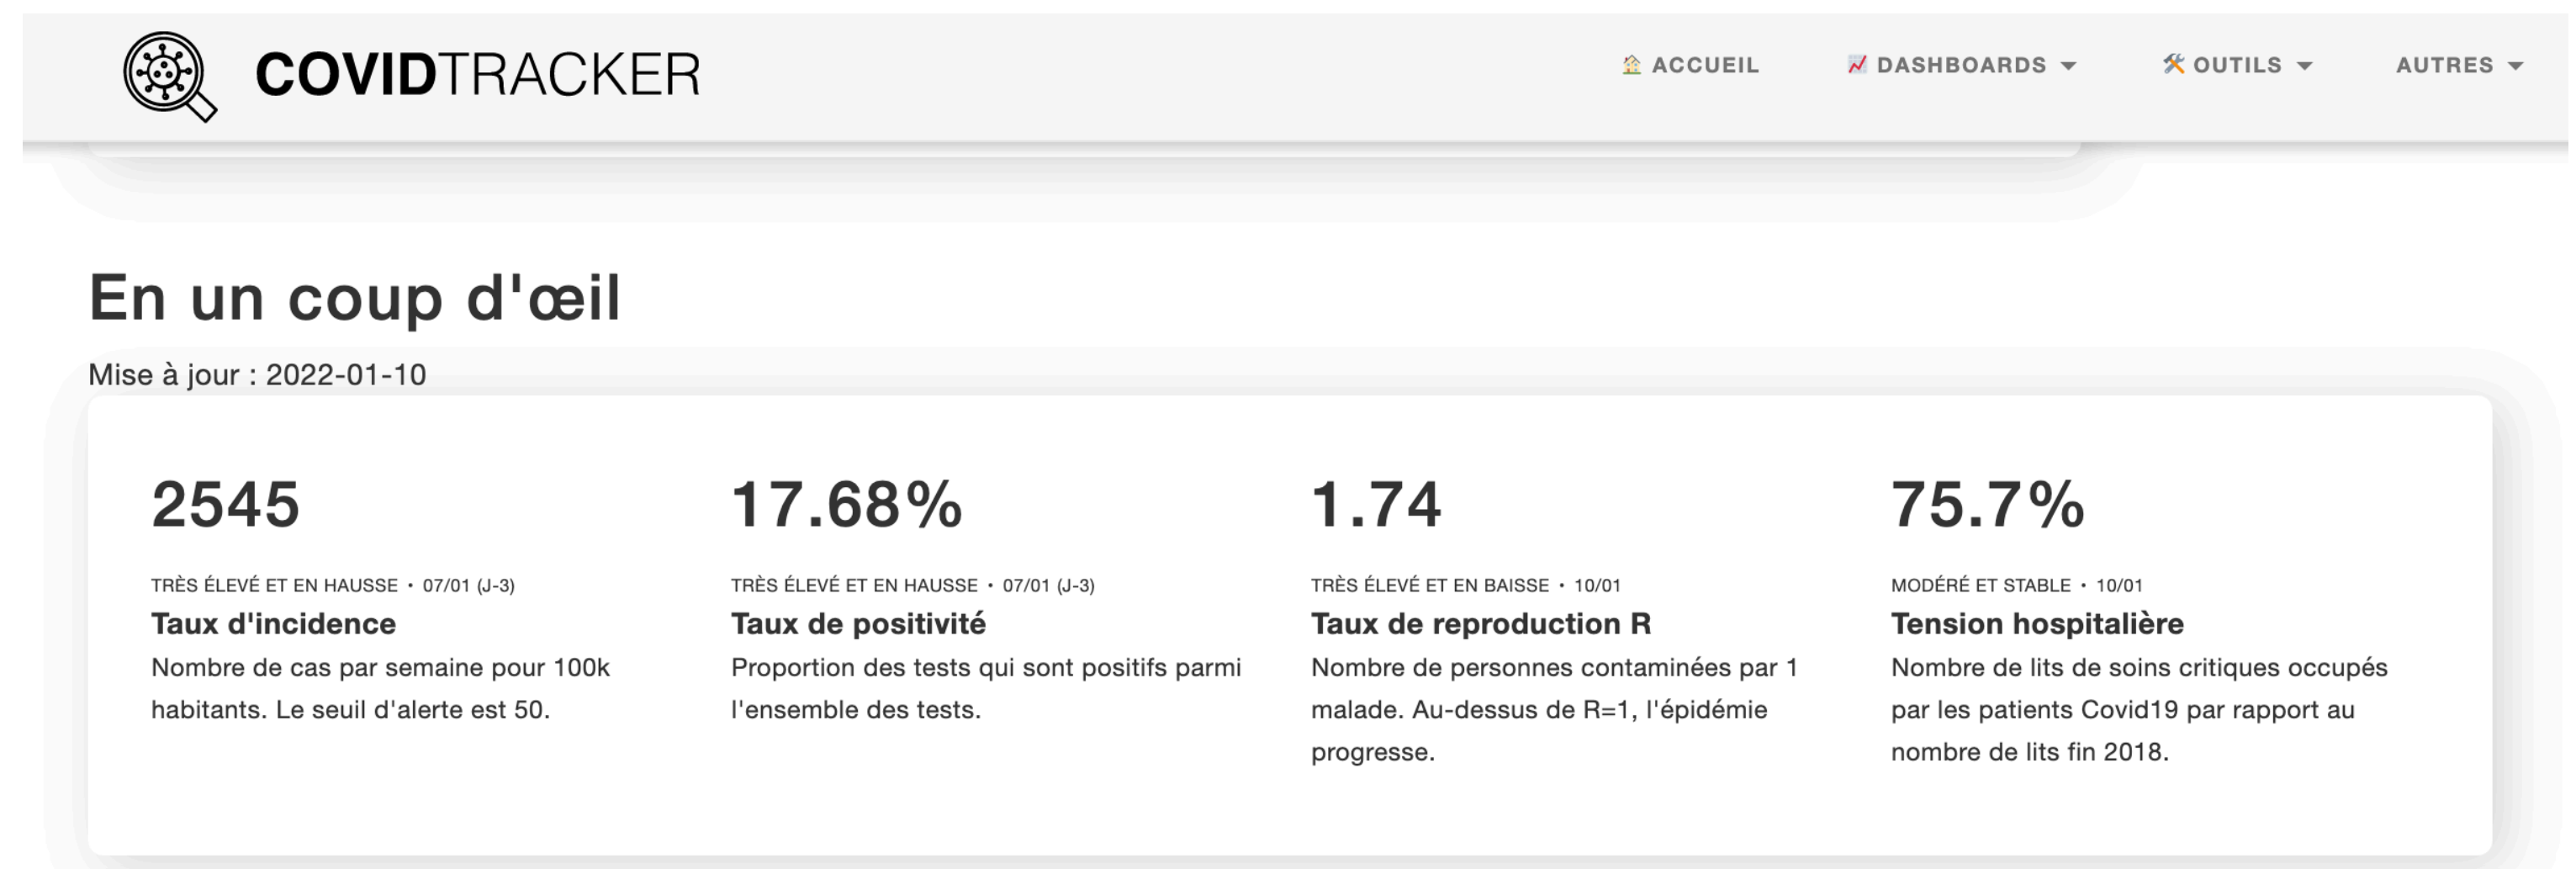 COVIDTRACKER
ACCUEIL
DASHBOARDS
OUTILS
AUTRES
En un coup d'œil
Mise à jour : 2022-01-10
2545
TRÈS ÉLEVÉ ET EN HAUSSE • 07/01 (J-3)
Taux d'incidence
Nombre de cas par semaine pour 100k
habitants. Le seuil d'alerte est 50.
17.68%
TRÈS ÉLEVÉ ET EN HAUSSE • 07/01 (J-3)
Taux de positivité
Proportion des tests qui sont positifs parmi
l'ensemble des tests.
1.74
TRÈS ÉLEVÉ ET EN BAISSE • 10/01
Taux de reproduction R
Nombre de personnes contaminées par 1
malade. Au-dessus de R=1, l'épidémie
progresse.
75.7%
MODÉRÉ ET STABLE • 10/01
Tension hospitalière
Nombre de lits de soins critiques occupés
par les patients Covid19 par rapport au
nombre de lits fin 2018.